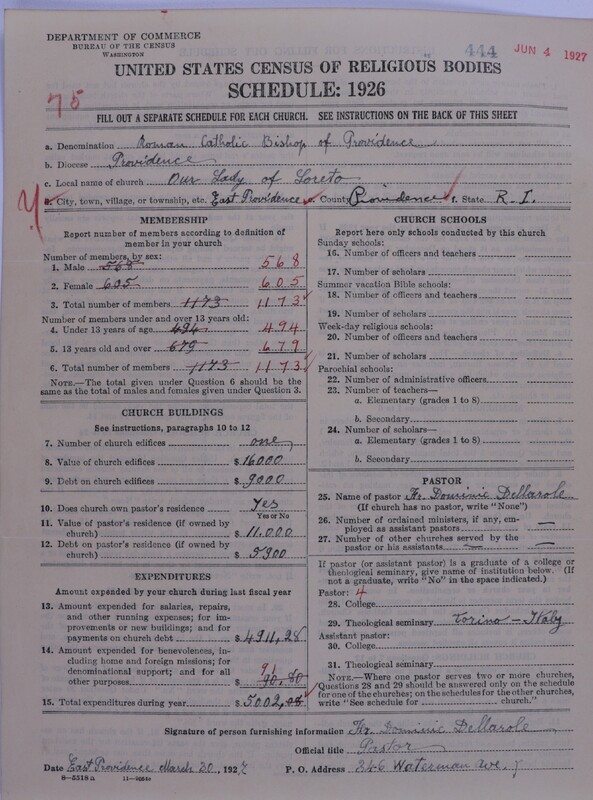 DEPARTMENT OF COMMERCE
BUREAU OF THE CENSUS
WASHINGTON
444 JUN 4 1927
UNITED STATES CENSUS OF RELIGIOUS BODIES
SCHEDULE: 1926
75
FILL OUT A SEPARATE SCHEDULE FOR EACH CHURCH. SEE INSTRUCTIONS ON THE BACK OF THIS SHEET
a. Denomination Roman Catholic Bishop of Providence
b. Diocese Providence
c. Local name of church Our Lady of Loreto
d. City, town, village, or township, etc. East Providence e. County Providence f. State R. I.
MEMBERSHIP
Report number of members according to definition of
member in your church
Number of members, by sex:
1. Male 568 568
2. Female 605 605
3. Total number of members 1173 1173
Number of members under and over 13 years old:
4. Under 13 years of age 494 494
5. 13 years old and over 679 679
6. Total number of members 1173 1173
NOTE.—The total given under Question 6 should be the
same as the total of males and females given under Question 3.
CHURCH BUILDINGS
See instructions, paragraphs 10 to 12
7. Number of church edifices one
8. Value of church edifices $ 16000
9. Debt on church edifices $ 9000
10. Does church own pastor's residence Yes
Yes or No
11. Value of pastor's residence (if owned by
church) $ 11.000
12. Debt on pastor's residence (if owned by
church) $ 5900
EXPENDITURES
Amount expended by your church during last fiscal year
13. Amount expended for salaries, repairs,
and other running expenses; for im-
provements or new buildings; and for
payments on church debt $ 4911,28
14. Amount expended for benevolences, in-
cluding home and foreign missions; for
denominational support; and for all
other purposes $ 91 90.80
15. Total expenditures during year $ 5002,08
CHURCH SCHOOLS
Report here only schools conducted by this church
Sunday schools:
16. Number of officers and teachers
17. Number of scholars
Summer vacation Bible schools:
18. Number of officers and teachers
19. Number of scholars
Week-day religious schools:
20. Number of officers and teachers
21. Number of scholars
Parochial schools:
22. Number of administrative officers
23. Number of teachers—
a. Elementary (grades 1 to 8)
b. Secondary
24. Number of scholars—
a. Elementary (grades 1 to 8)
b. Secondary
PASTOR
25. Name of pastor Fr. Dominic Dellarole
(If church has no pastor, write "None")
26. Number of ordained ministers, if any, em-
ployed as assistant pastors —
27. Number of other churches served by the
pastor or his assistants —
If pastor (or assistant pastor) is a graduate of a college or
theological seminary, give name of institution below. (If
not a graduate, write "No" in the space indicated.)
Pastor: 4
28. College
29. Theological seminary Torino - Italy
Assistant pastor:
30. College
31. Theological seminary
NOTE.—Where one pastor serves two or more churches,
Questions 28 and 29 should be answered only on the schedule
for one of the churches; on the schedules for the other churches,
write "See schedule for church."
Signature of person furnishing information Fr. Dominic Dellarole
Official title Pastor
Date East Providence March 20, 1927 P. O. Address 346 Waterman Ave.
8—5518a 11—9264